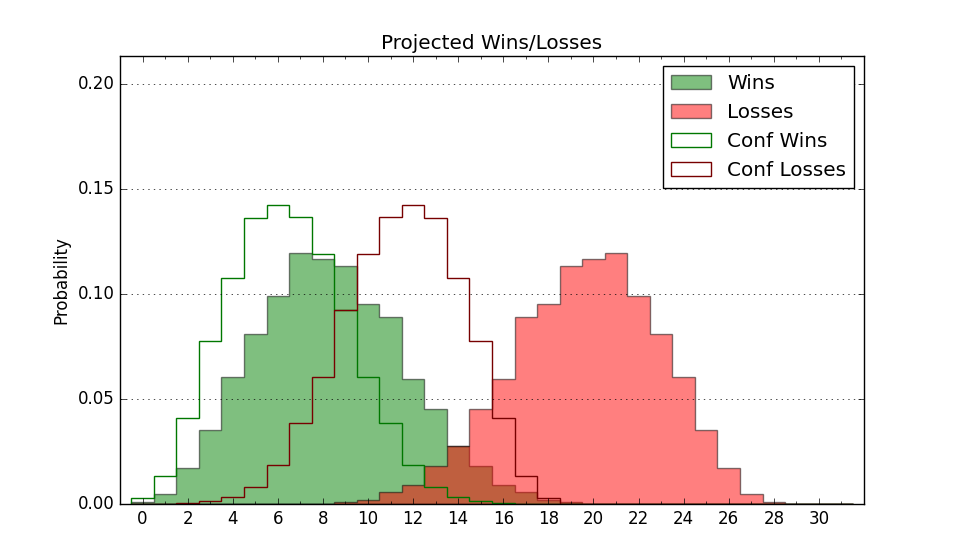 Projected Wins/Losses
0.20
0.15
0.10
0.05
0.00
Probability
Wins
Losses
Conf Wins
Conf Losses
0 2 4 6 8 10 12 14 16 18 20 22 24 26 28 30